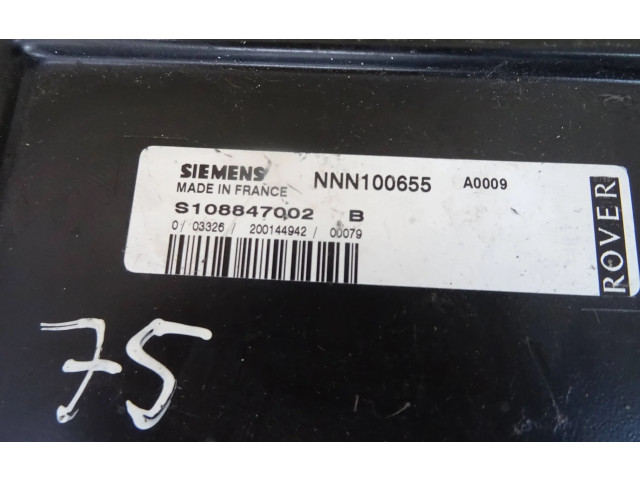 SIEMENS NNN100655 A0009
MADE IN FRANCE
S108847002 B
0/ 03326/ 200144942/ 00079
ROVER
75